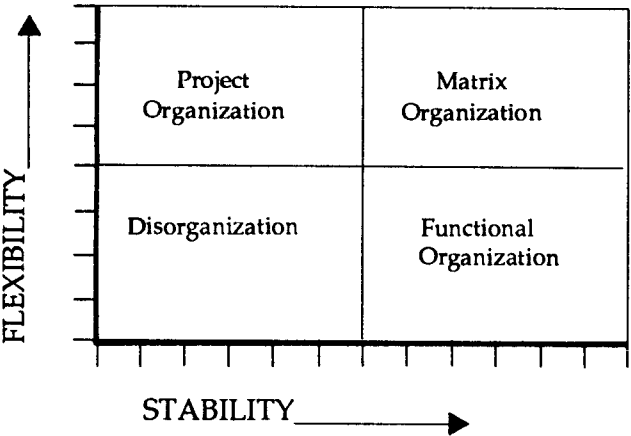 Project
Organization
Matrix
Organization
Disorganization
Functional
Organization
FLEXIBILITY
STABILITY